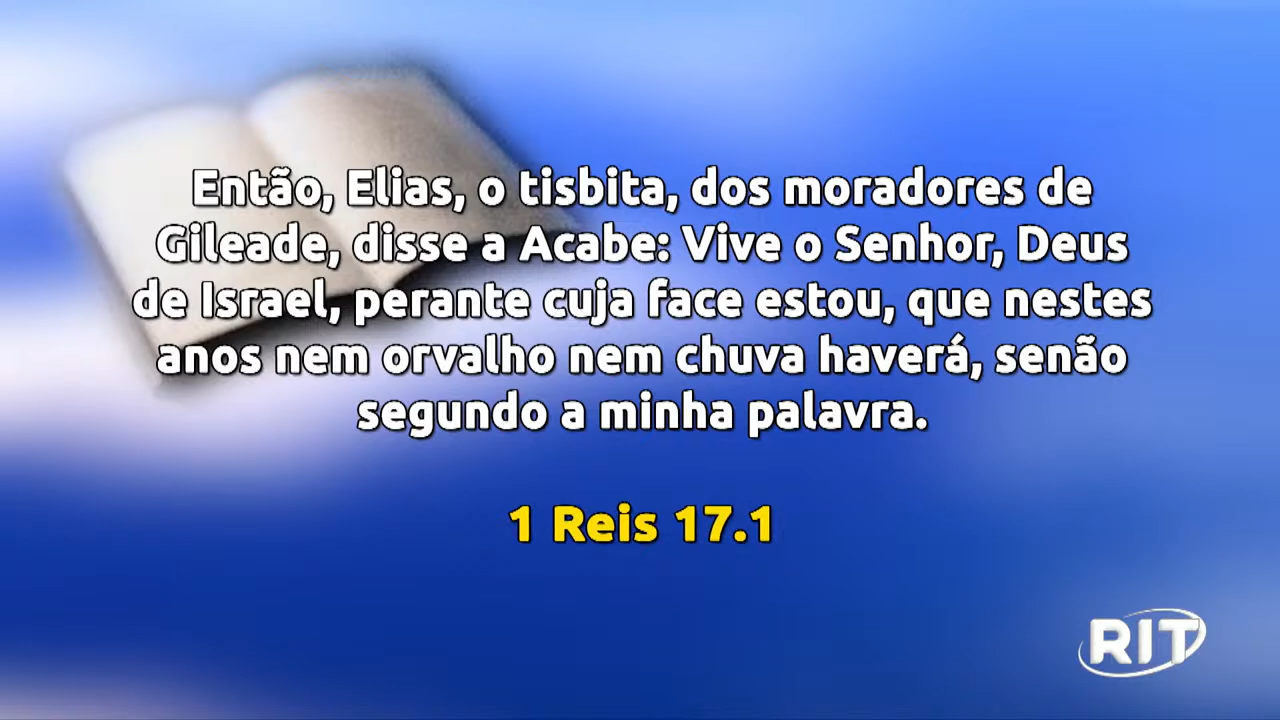 Então, Elias, o tisbita, dos moradores de
Gileade, disse a Acabe: Vive o Senhor, Deus
de Israel, perante cuja face estou, que nestes
anos nem orvalho nem chuva haverá, senão
segundo a minha palavra.
1 Reis 17.1
RIT